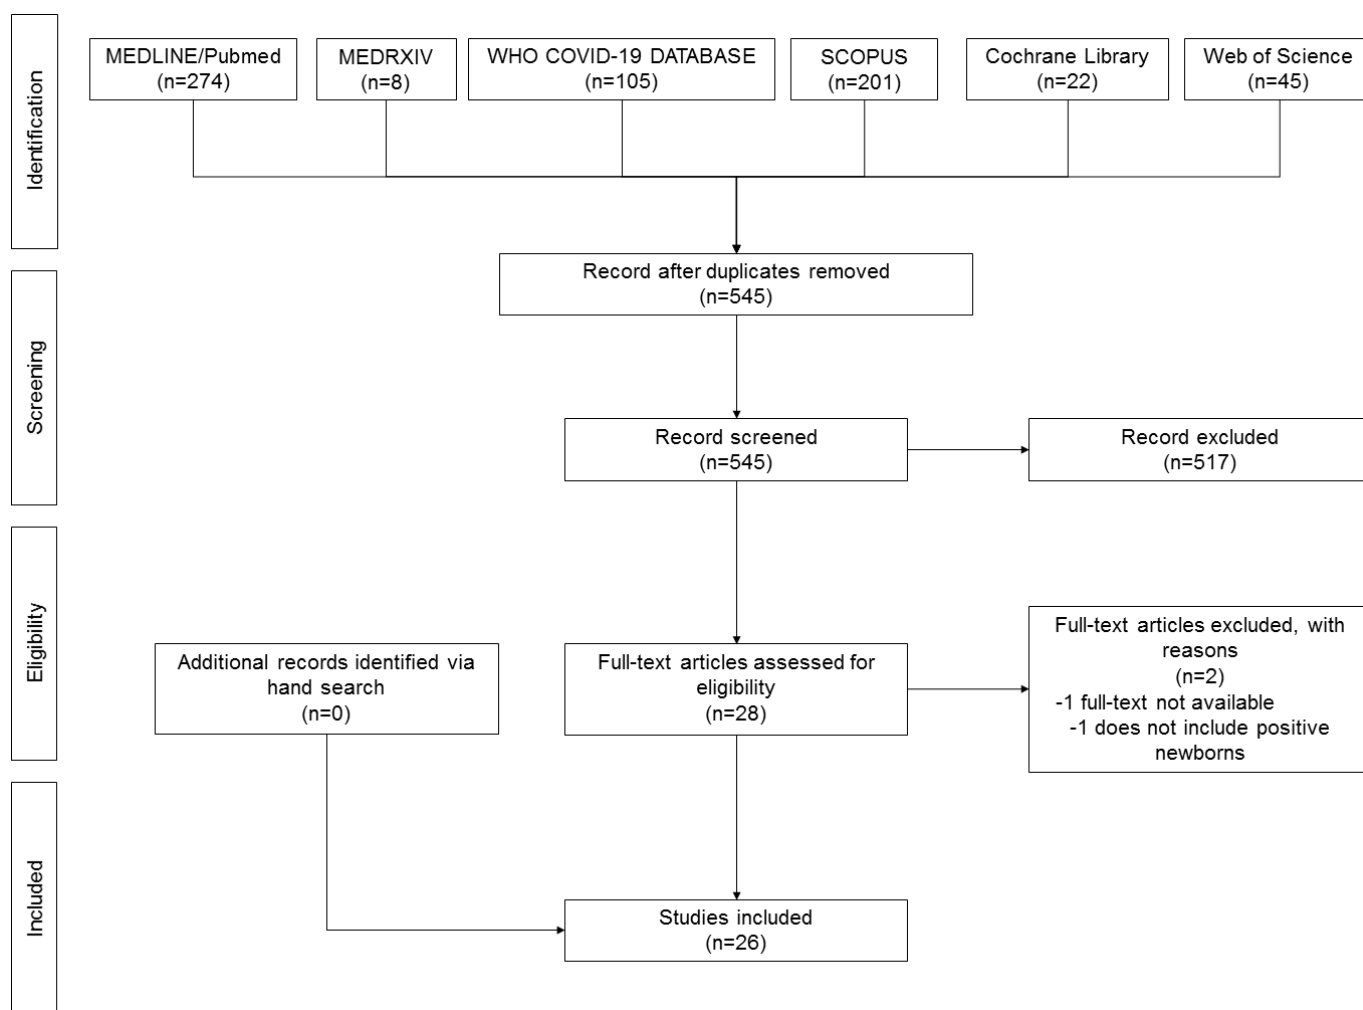 Identification
MEDLINE/Pubmed
(n=274)
MEDRXIV
(n=8)
WHO COVID-19 DATABASE
(n=105)
SCOPUS
(n=201)
Cochrane Library
(n=22)
Web of Science
(n=45)
Record after duplicates removed
(n=545)
Screening
Record screened
(n=545)
Record excluded
(n=517)
Eligibility
Additional records identified via
hand search
(n=0)
Full-text articles assessed for
eligibility
(n=28)
Full-text articles excluded, with
reasons
(n=2)
-1 full-text not available
-1 does not include positive
newborns
Included
Studies included
(n=26)